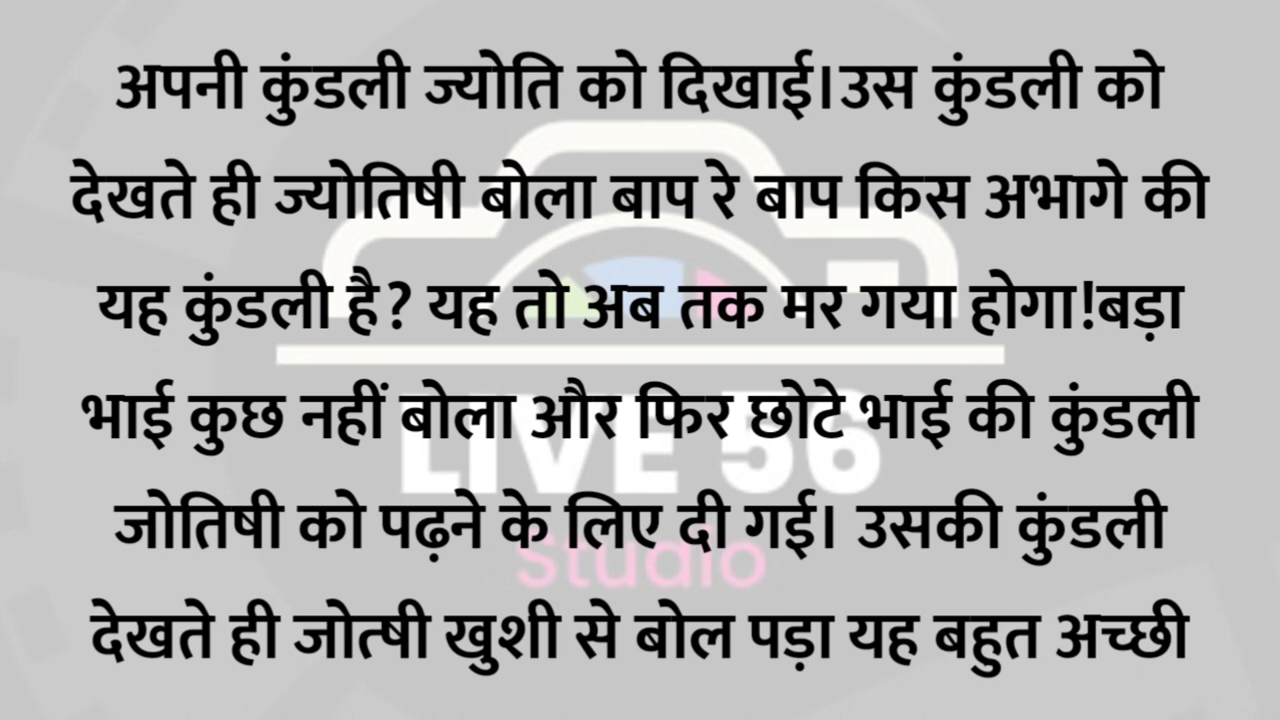 अपनी कुंडली ज्योति को दिखाई।उस कुंडली को
देखते ही ज्योतिषी बोला बाप रे बाप किस अभागे की
यह कुंडली है? यह तो अब तक मर गया होगा!बड़ा
भाई कुछ नहीं बोला और फिर छोटे भाई की कुंडली
LIVE 56
जोतिषी को पढ़ने के लिए दी गई। उसकी कुंडली
Studio
देखते ही जोत्षी खुशी से बोल पड़ा यह बहुत अच्छी